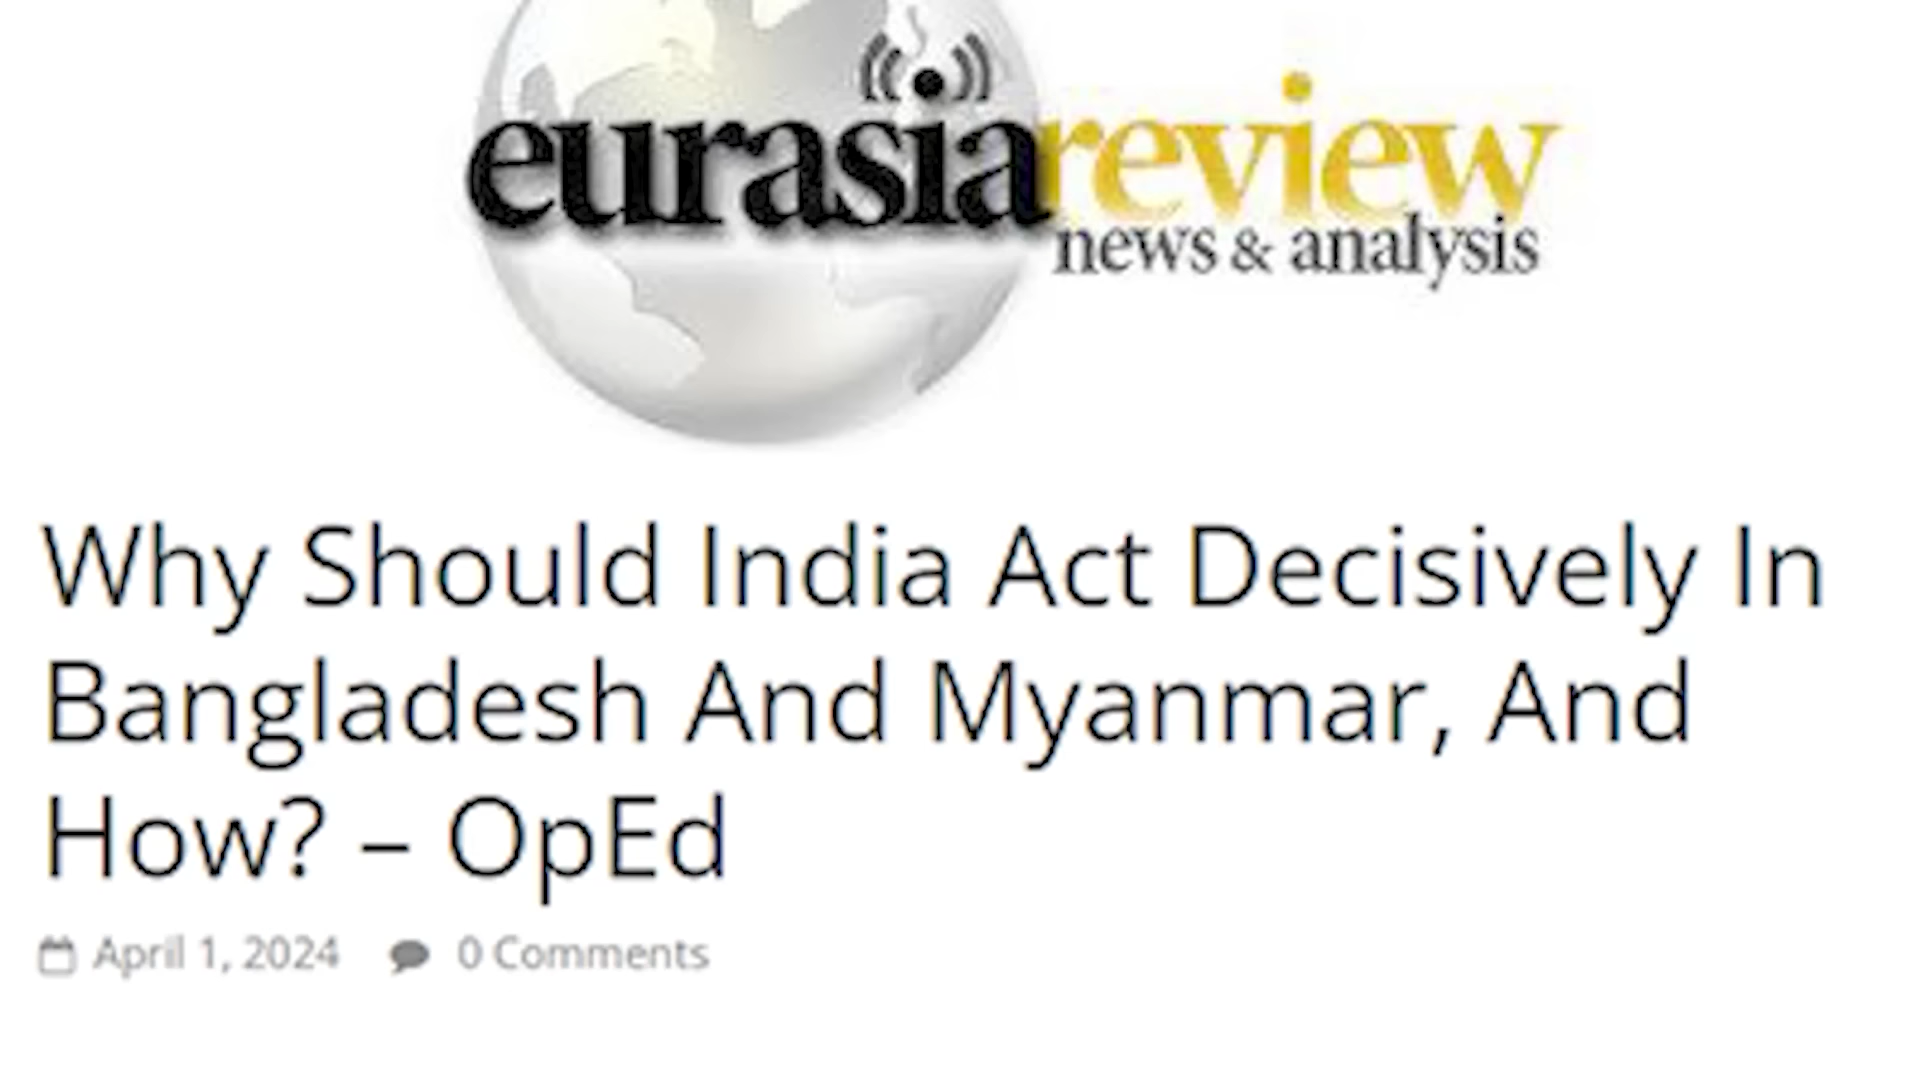 eurasiareview
news & analysis
Why Should India Act Decisively In
Bangladesh And Myanmar, And
How? – OpEd
April 1, 2024 0 Comments